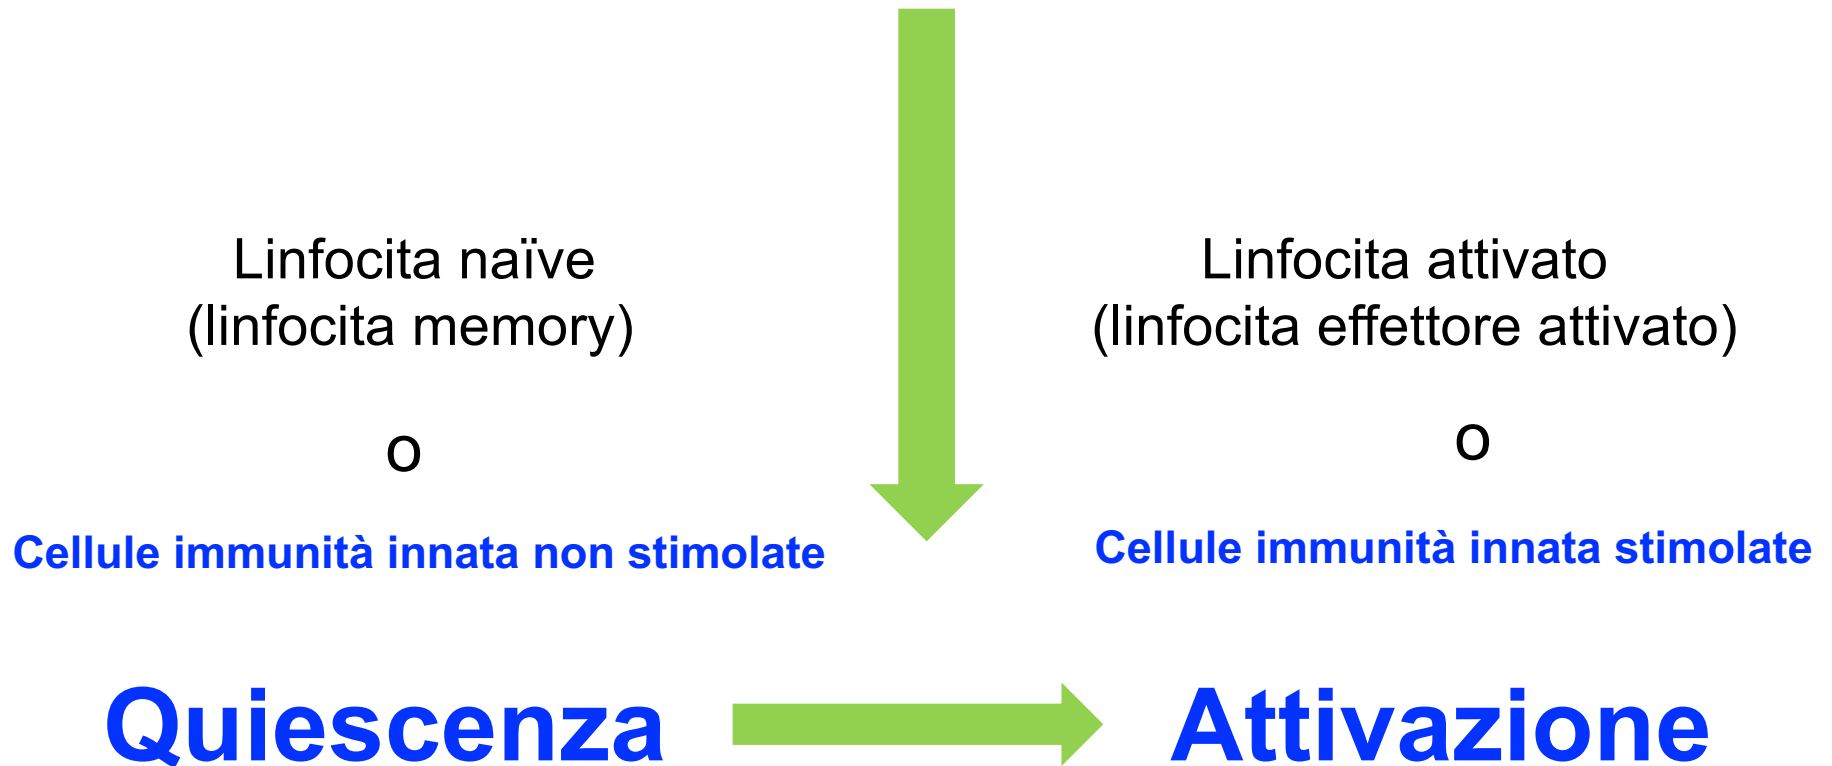 Linfocita naïve
(linfocita memory)
o
Cellule immunità innata non stimolate
Linfocita attivato
(linfocita effettore attivato)
o
Cellule immunità innata stimolate
Quiescenza
Attivazione